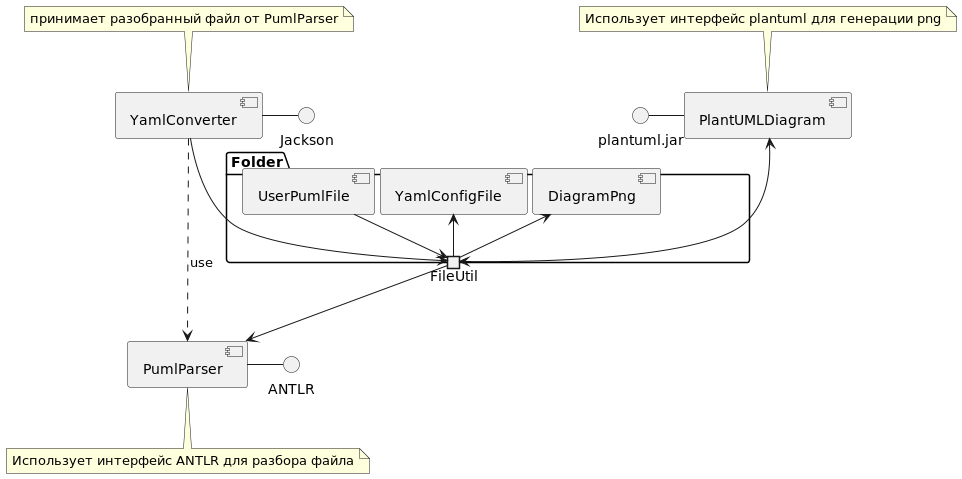 принимает разобранный файл от PumlParser
Использует интерфейс plantuml для генерации png
YamlConverter
Jackson
plantuml.jar
PlantUMLDiagram
Folder
UserPumlFile
YamlConfigFile
DiagramPng
use
FileUtil
PumlParser
ANTLR
Использует интерфейс ANTLR для разбора файла